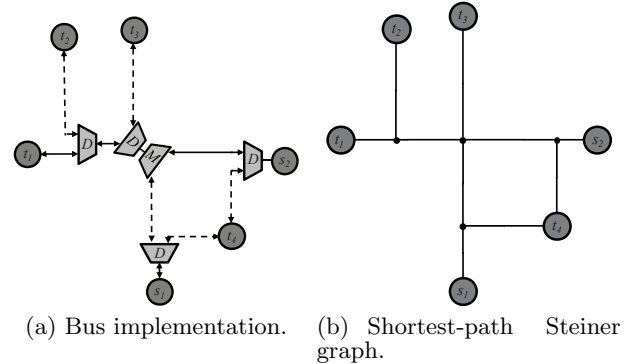 t2
t3
t1
D
D
M
D
s2
t4
D
s1
t2
t3
t1
s2
t4
s1
(a) Bus implementation.
(b) Shortest-path Steiner
graph.